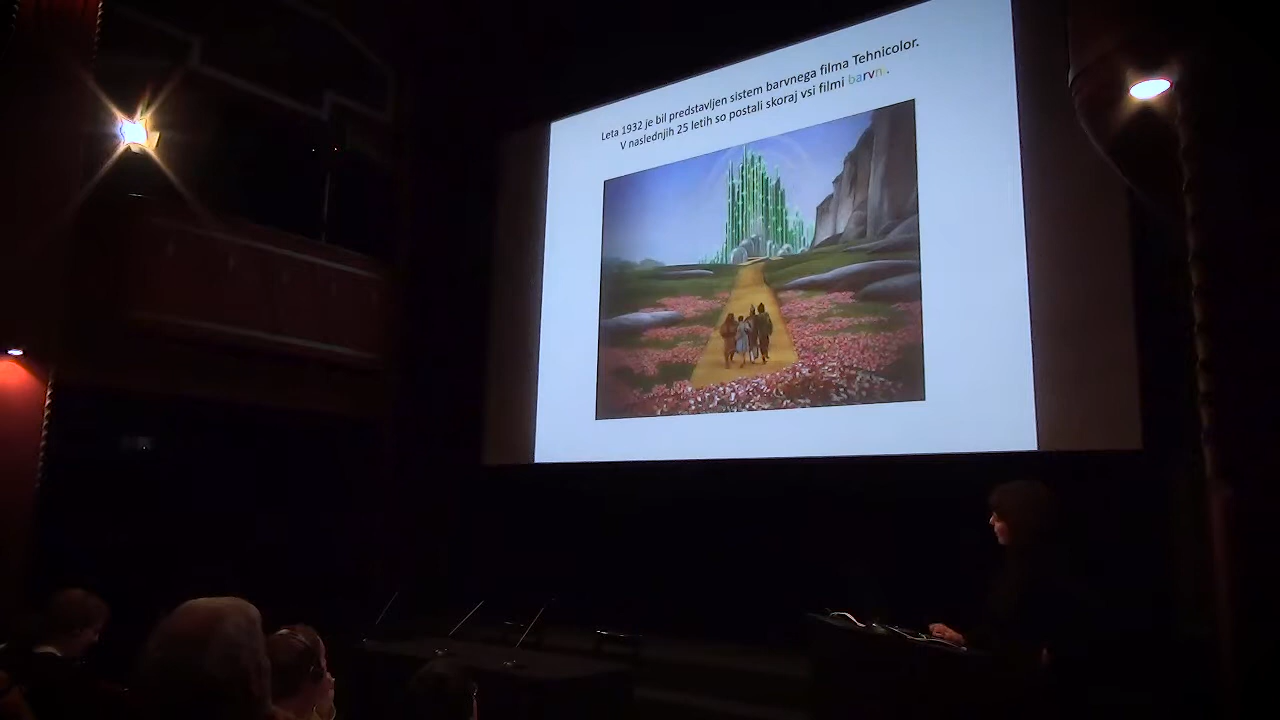 Leta 1932 je bil predstavljen sistem barvnega filma Tehnicolor.
V naslednjih 25 letih so postali skoraj vsi filmi barvni.